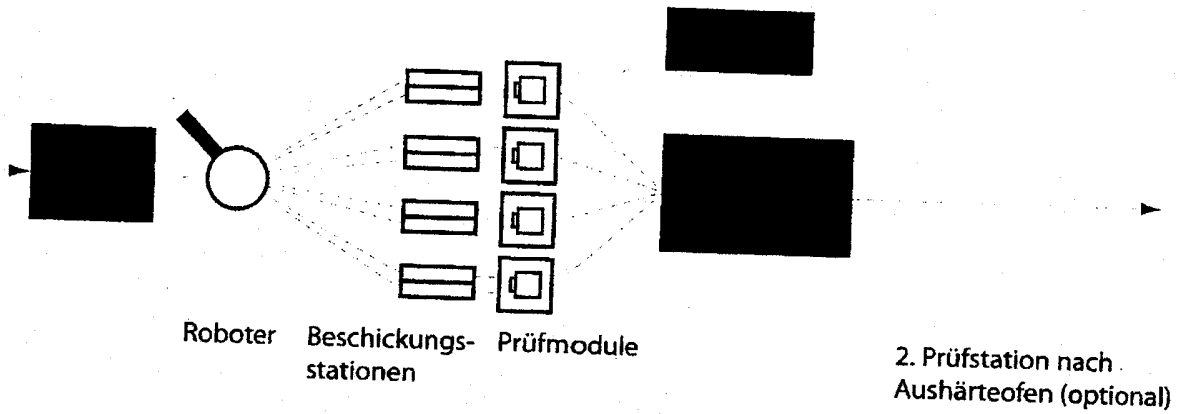 Roboter
Beschickungs-
stationen
Prüfmodule
2. Prüfstation nach
Aushärteofen (optional)